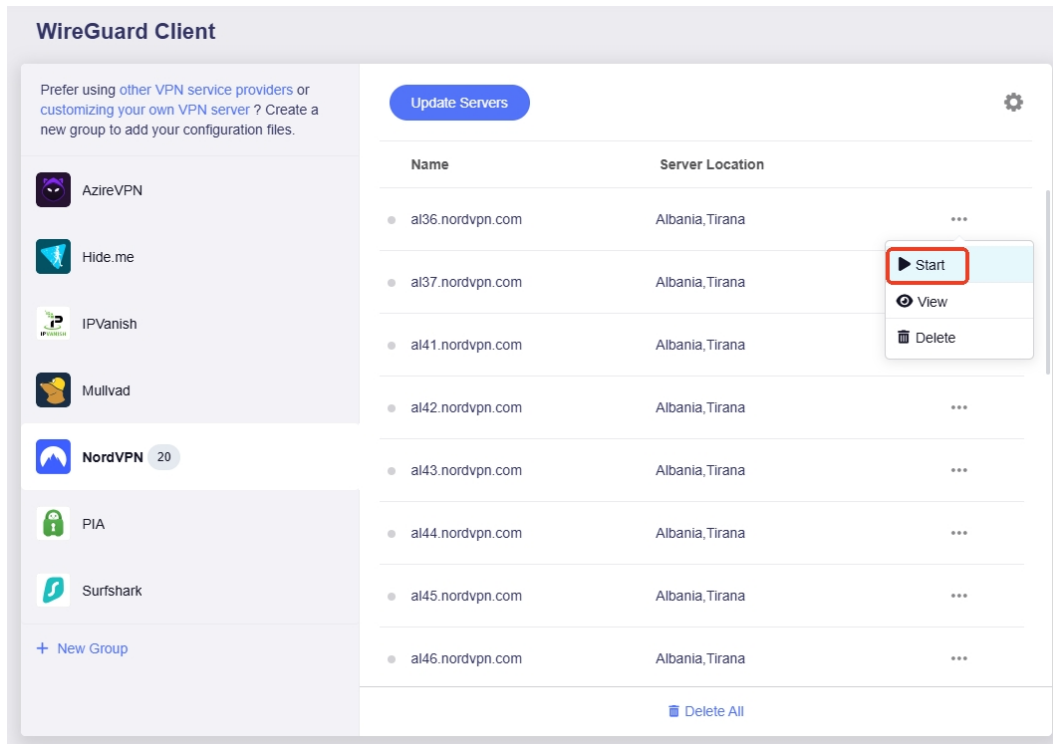 WireGuard Client
Prefer using other VPN service providers or
customizing your own VPN server ? Create a
new group to add your configuration files.
AzireVPN
Hide.me
IPVanish
Mullvad
NordVPN 20
PIA
Surfshark
+ New Group
Update Servers
Name Server Location
al36.nordvpn.com Albania,Tirana
al37.nordvpn.com Albania,Tirana
al41.nordvpn.com Albania,Tirana
al42.nordvpn.com Albania,Tirana
al43.nordvpn.com Albania,Tirana
al44.nordvpn.com Albania,Tirana
al45.nordvpn.com Albania,Tirana
al46.nordvpn.com Albania,Tirana
Start
View
Delete
Delete All